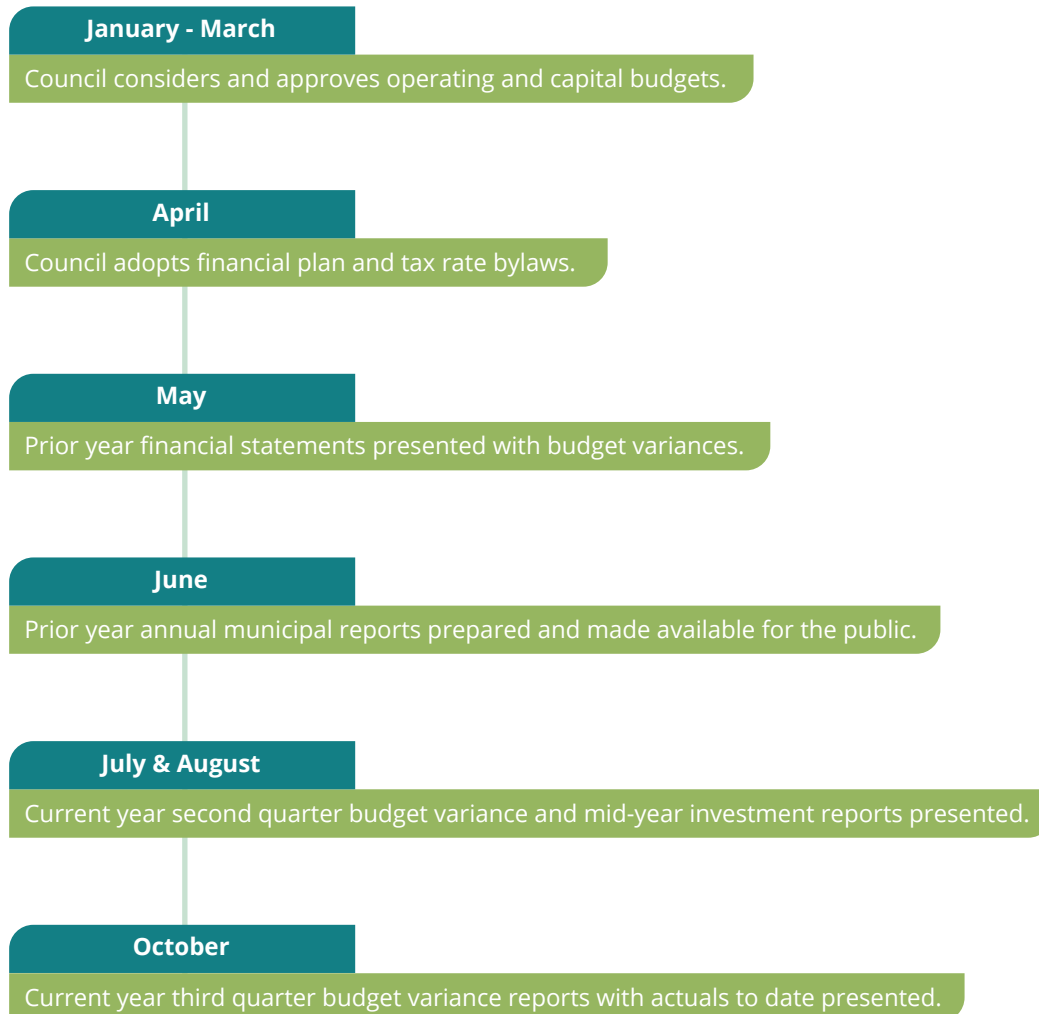 January - March
Council considers and approves operating and capital budgets.
April
Council adopts financial plan and tax rate bylaws.
May
Prior year financial statements presented with budget variances.
June
Prior year annual municipal reports prepared and made available for the public.
July & August
Current year second quarter budget variance and mid-year investment reports presented.
October
Current year third quarter budget variance reports with actuals to date presented.